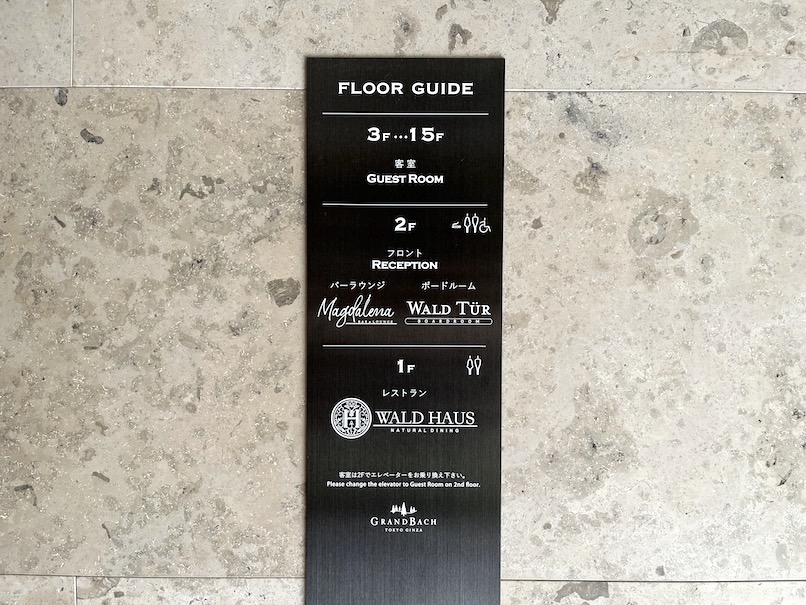 FLOOR GUIDE
3F…15F
客室
GUEST ROOM
2F
フロント
RECEPTION
バーラウンジ ボードルーム
Magdalena WALD TÜR
BAR & LOUNGE BOARDROOM
1F
レストラン
H WALD HAUS
NATURAL DINING
客室は2Fでエレベーターをお乗り換え下さい。
Please change the elevator to Guest Room on 2nd floor.
GRANDBACH
TOKYO GINZA